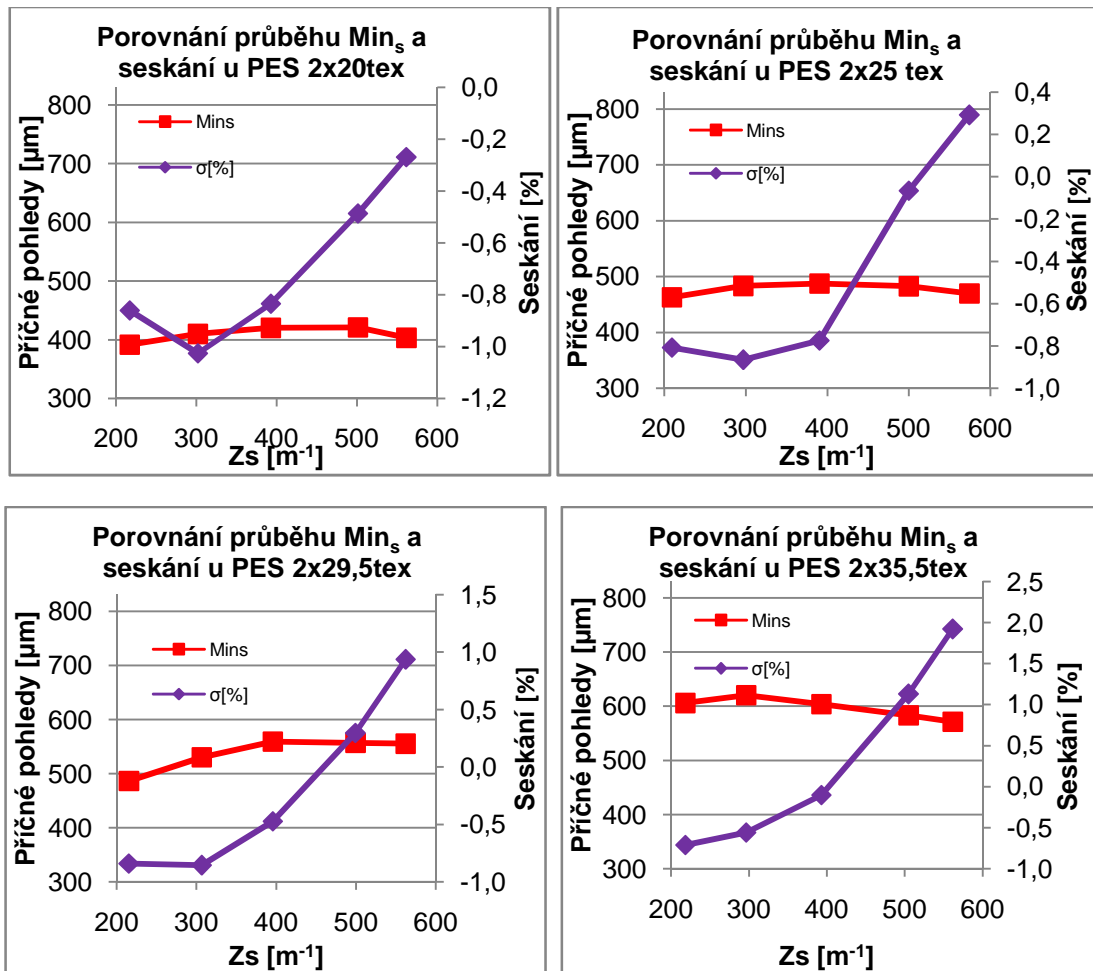 Porovnání průběhu Minₛ a
seskání u PES 2x20tex
Příčné pohledy [µm]
800
700
600
500
400
300
Mins
σ[%]
0,0
-0,2
-0,4
-0,6
-0,8
-1,0
-1,2
Seskání [%]
200 300 400 500 600
Zs [m⁻¹]
Porovnání průběhu Minₛ a
seskání u PES 2x25 tex
Příčné pohledy [µm]
800
700
600
500
400
300
Mins
σ[%]
0,4
0,2
0,0
-0,2
-0,4
-0,6
-0,8
-1,0
Seskání [%]
200 300 400 500 600
Zs [m⁻¹]
Porovnání průběhu Minₛ a
seskání u PES 2x29,5tex
Příčné pohledy [µm]
800
700
600
500
400
300
Mins
σ[%]
1,5
1,0
0,5
0,0
-0,5
-1,0
Seskání [%]
200 300 400 500 600
Zs [m⁻¹]
Porovnání průběhu Minₛ a
seskání u PES 2x35,5tex
Příčné pohledy [µm]
800
700
600
500
400
300
Mins
σ[%]
2,5
2,0
1,5
1,0
0,5
0,0
-0,5
-1,0
Seskání [%]
200 300 400 500 600
Zs [m⁻¹]